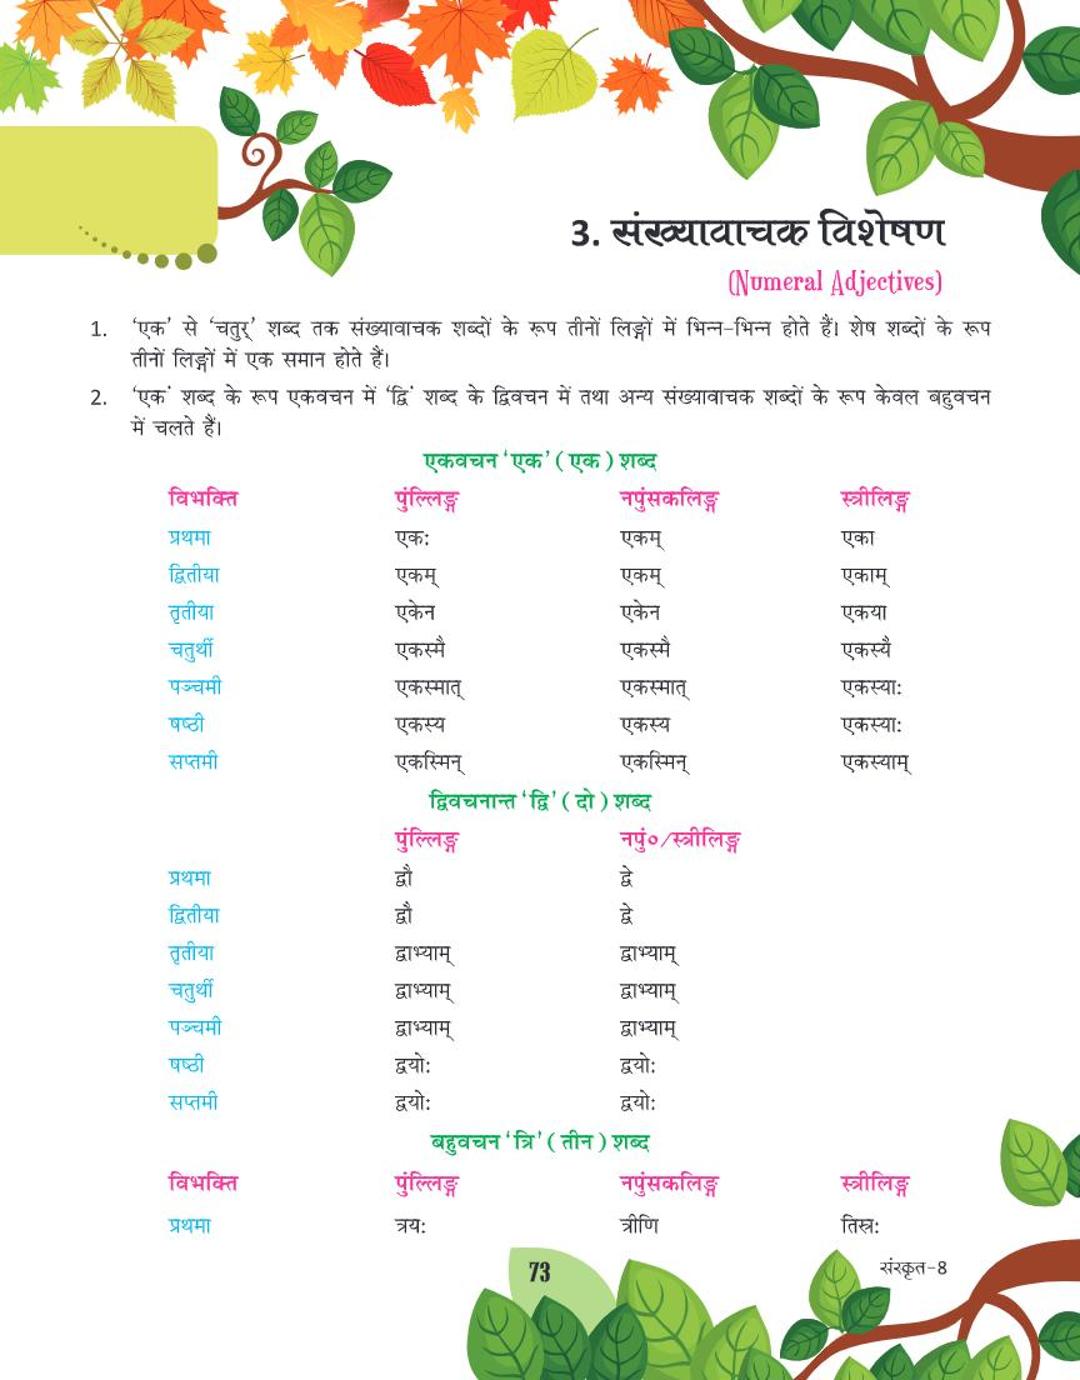 3. संख्यावाचक विशेषण
(Numeral Adjectives)
1. ‘एक’ से ‘चतुर्’ शब्द तक संख्यावाचक शब्दों के रूप तीनों लिङ्गों में भिन्न-भिन्न होते हैं। शेष शब्दों के रूप
तीनों लिङ्गों में एक समान होते हैं।
2. ‘एक’ शब्द के रूप एकवचन में ‘द्वि’ शब्द के द्विवचन में तथा अन्य संख्यावाचक शब्दों के रूप केवल बहुवचन
में चलते हैं।
एकवचन ‘एक’ (एक) शब्द
विभक्ति पुंल्लिङ्ग नपुंसकलिङ्ग स्त्रीलिङ्ग
प्रथमा एक: एकम् एका
द्वितीया एकम् एकम् एकाम्
तृतीया एकेन एकेन एकया
चतुर्थी एकस्मै एकस्मै एकस्यै
पञ्चमी एकस्मात् एकस्मात् एकस्या:
षष्ठी एकस्य एकस्य एकस्या:
सप्तमी एकस्मिन् एकस्मिन् एकस्याम्
द्विवचनान्त ‘द्वि’ (दो) शब्द
पुंल्लिङ्ग नपुं०/स्त्रीलिङ्ग
प्रथमा द्वौ द्वे
द्वितीया द्वौ द्वे
तृतीया द्वाभ्याम् द्वाभ्याम्
चतुर्थी द्वाभ्याम् द्वाभ्याम्
पञ्चमी द्वाभ्याम् द्वाभ्याम्
षष्ठी द्वयो: द्वयो:
सप्तमी द्वयो: द्वयो:
बहुवचन ‘त्रि’ (तीन) शब्द
विभक्ति पुंल्लिङ्ग नपुंसकलिङ्ग स्त्रीलिङ्ग
प्रथमा त्रय: त्रीणि तिस्र:
73 संस्कृत-8